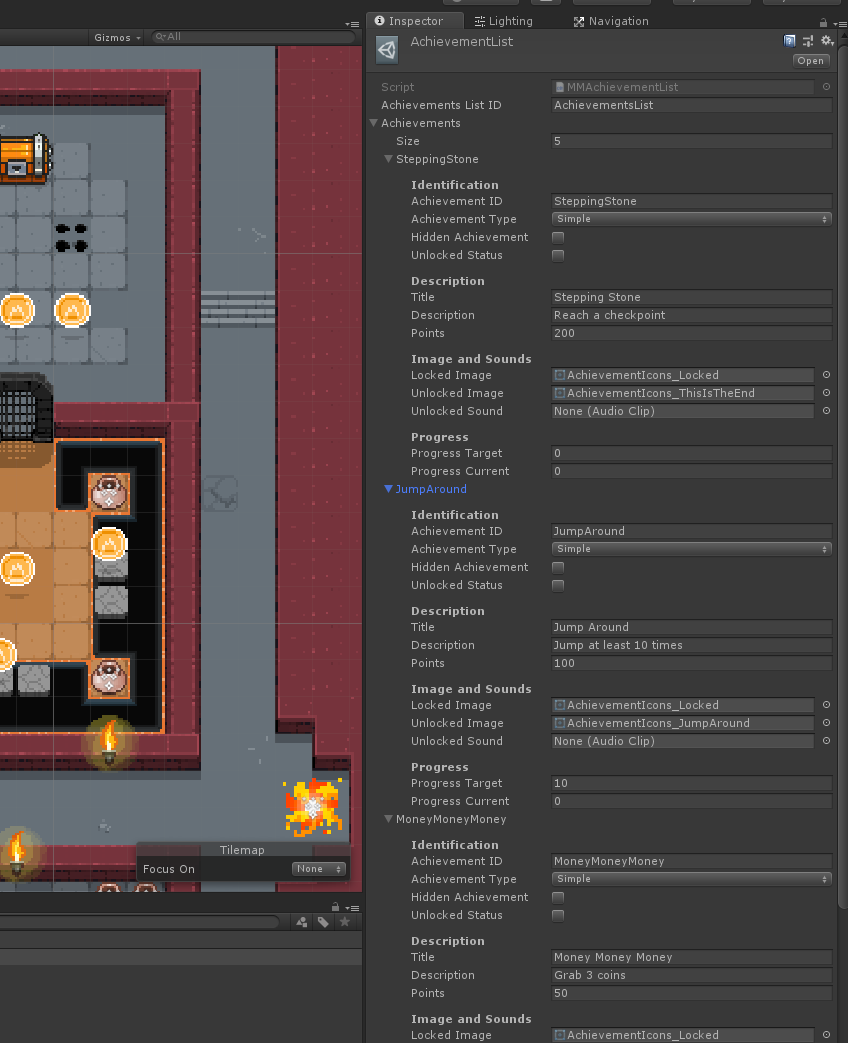 Inspector
Lighting
Navigation
Gizmos
All
AchievementList
Open
Script MMAchievementList
Achievements List ID AchievementsList
Achievements
Size 5
SteppingStone
Identification
Achievement ID SteppingStone
Achievement Type Simple
Hidden Achievement
Unlocked Status
Description
Title Stepping Stone
Description Reach a checkpoint
Points 200
Image and Sounds
Locked Image AchievementIcons_Locked
Unlocked Image AchievementIcons_ThisIsTheEnd
Unlocked Sound None (Audio Clip)
Progress
Progress Target 0
Progress Current 0
JumpAround
Identification
Achievement ID JumpAround
Achievement Type Simple
Hidden Achievement
Unlocked Status
Description
Title Jump Around
Description Jump at least 10 times
Points 100
Image and Sounds
Locked Image AchievementIcons_Locked
Unlocked Image AchievementIcons_JumpAround
Unlocked Sound None (Audio Clip)
Progress
Progress Target 10
Progress Current 0
MoneyMoneyMoney
Identification
Achievement ID MoneyMoneyMoney
Achievement Type Simple
Hidden Achievement
Unlocked Status
Description
Title Money Money Money
Description Grab 3 coins
Points 50
Image and Sounds
Locked Image AchievementIcons_Locked
Tilemap
Focus On None